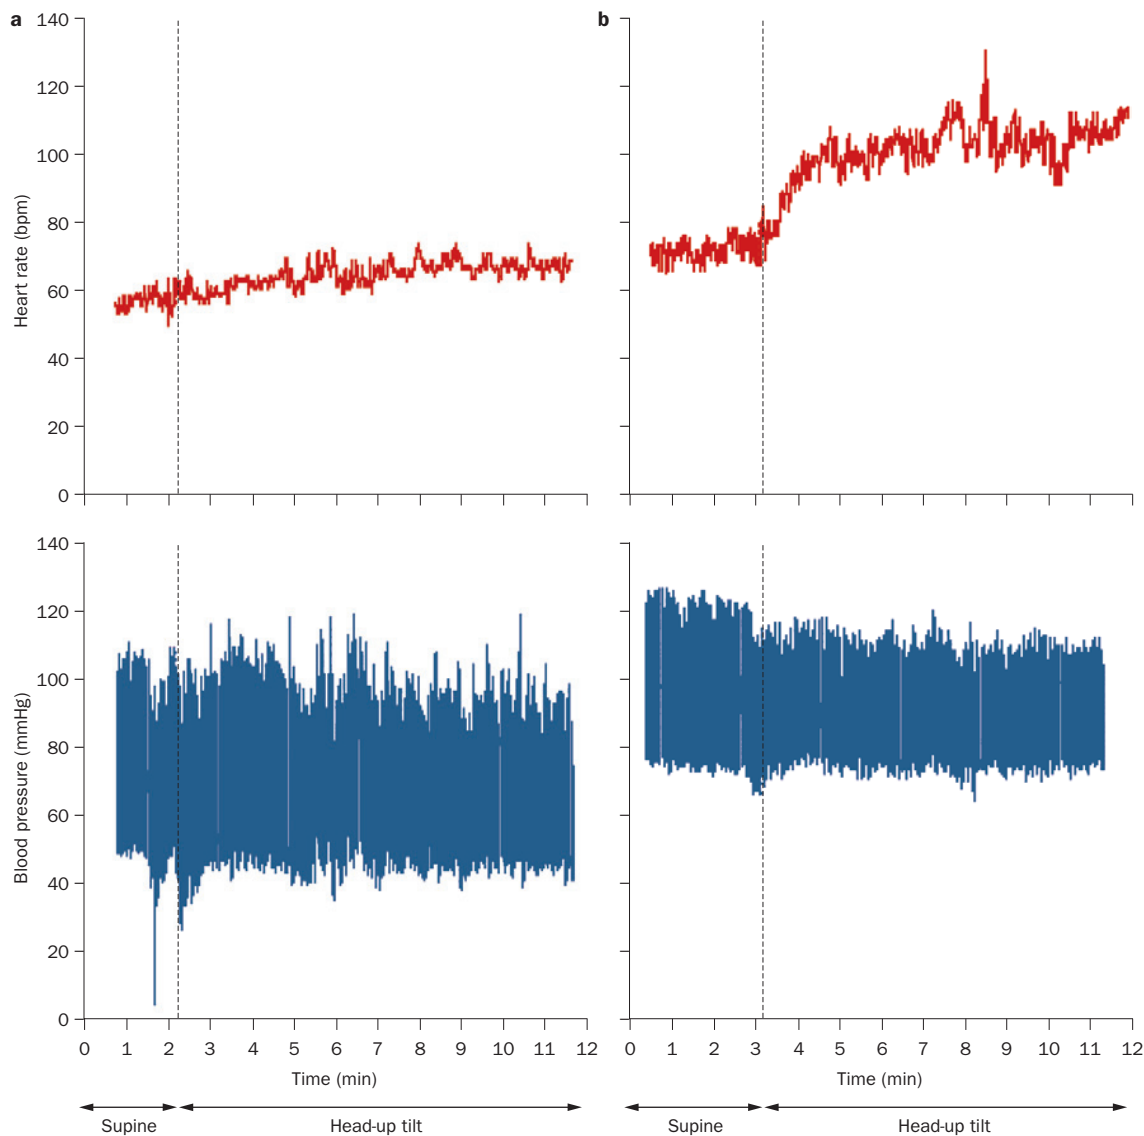 a
b
140
120
100
80
60
40
20
0
Heart rate (bpm)
140
120
100
80
60
40
20
0
Blood pressure (mmHg)
0 1 2 3 4 5 6 7 8 9 10 11 12
0 1 2 3 4 5 6 7 8 9 10 11 12
Time (min)
Time (min)
Supine
Head-up tilt
Supine
Head-up tilt